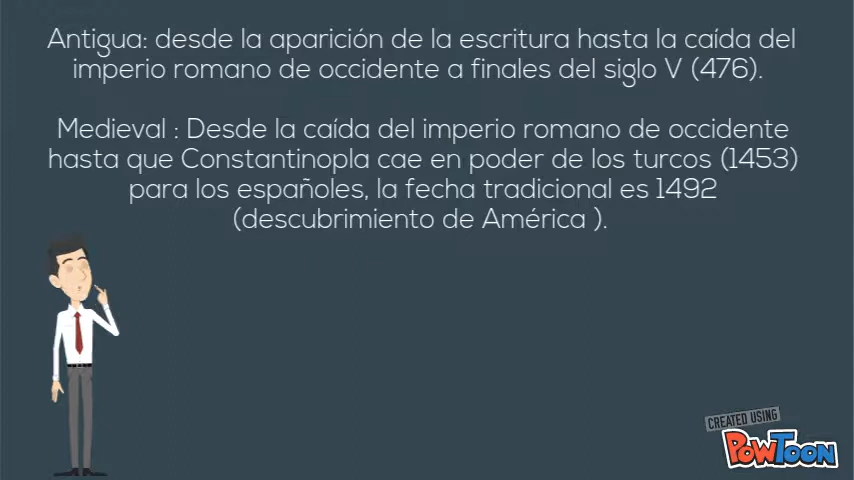 Antigua: desde la aparición de la escritura hasta la caída del
imperio romano de occidente a finales del siglo V (476).
Medieval : Desde la caída del imperio romano de occidente
hasta que Constantinopla cae en poder de los turcos (1453)
para los españoles, la fecha tradicional es 1492
(descubrimiento de América ).
CREATED USING
PowToon